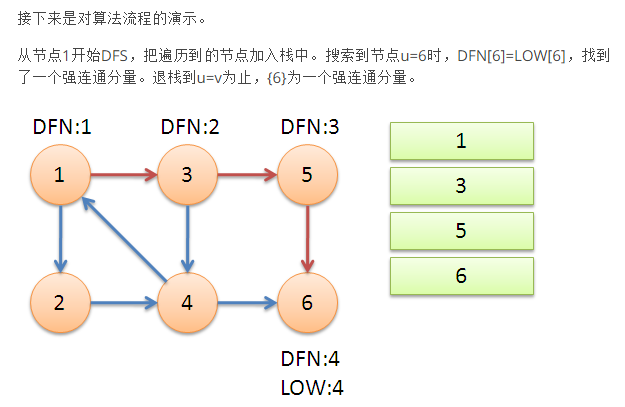 接下来是对算法流程的演示。
从节点1开始DFS，把遍历到的节点加入栈中。搜索到节点u=6时，DFN[6]=LOW[6]，找到
了一个强连通分量。退栈到u=v为止，{6}为一个强连通分量。
DFN:1 DFN:2 DFN:3
1 3 5
2 4 6
DFN:4
LOW:4
1
3
5
6